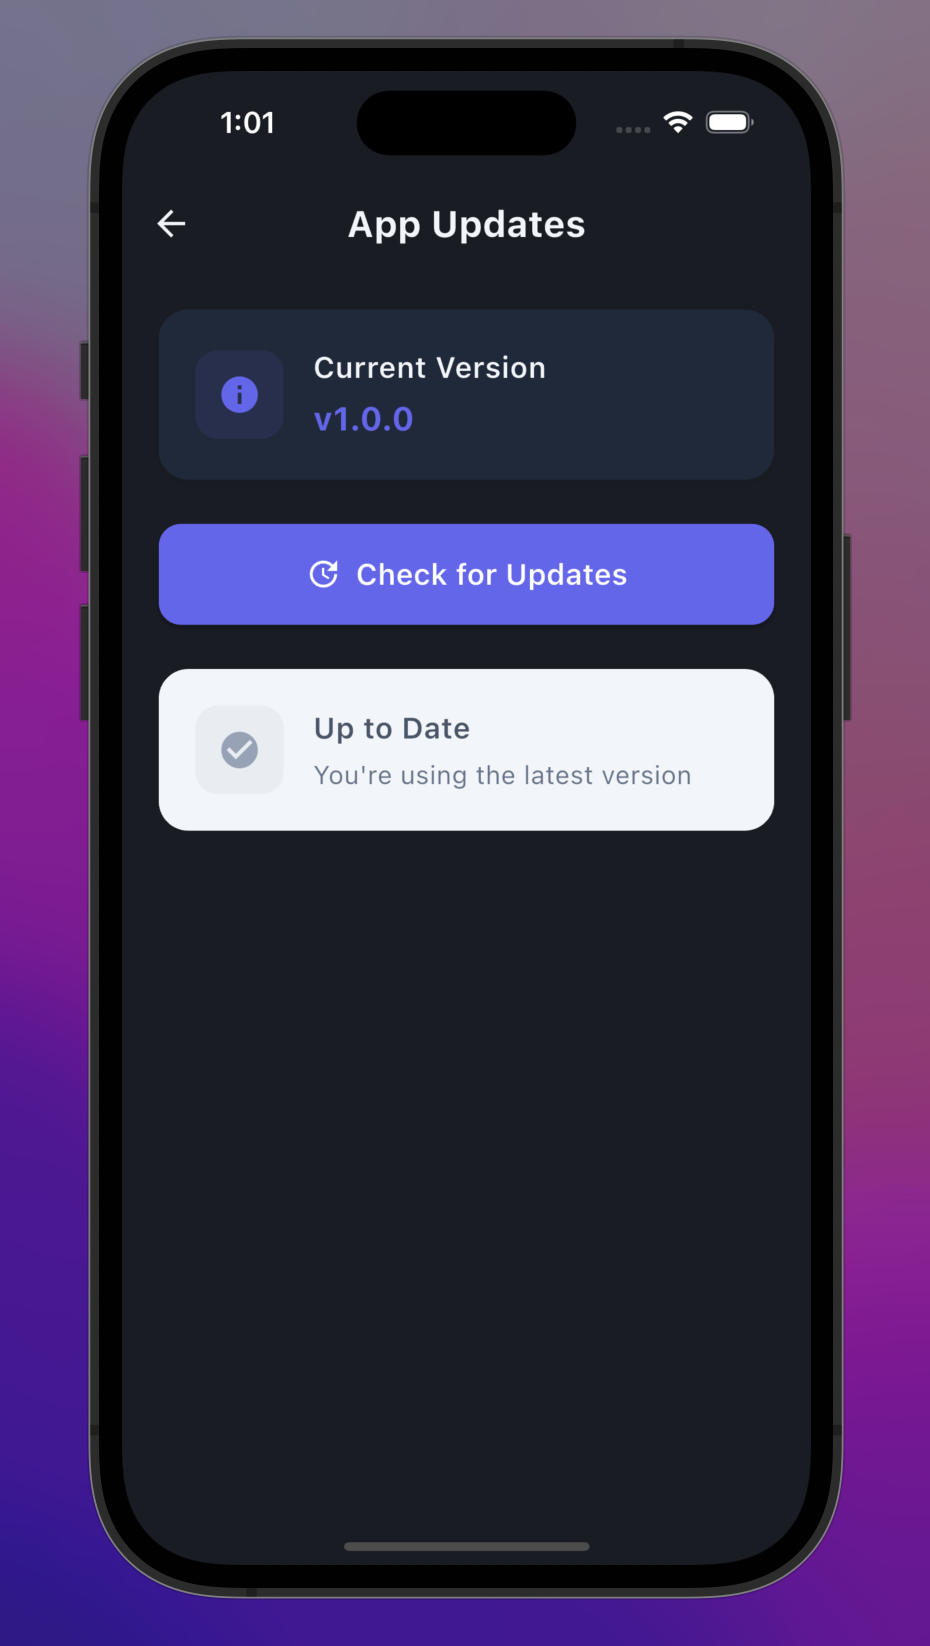 1:01
App Updates
Current Version
v1.0.0
Check for Updates
Up to Date
You're using the latest version